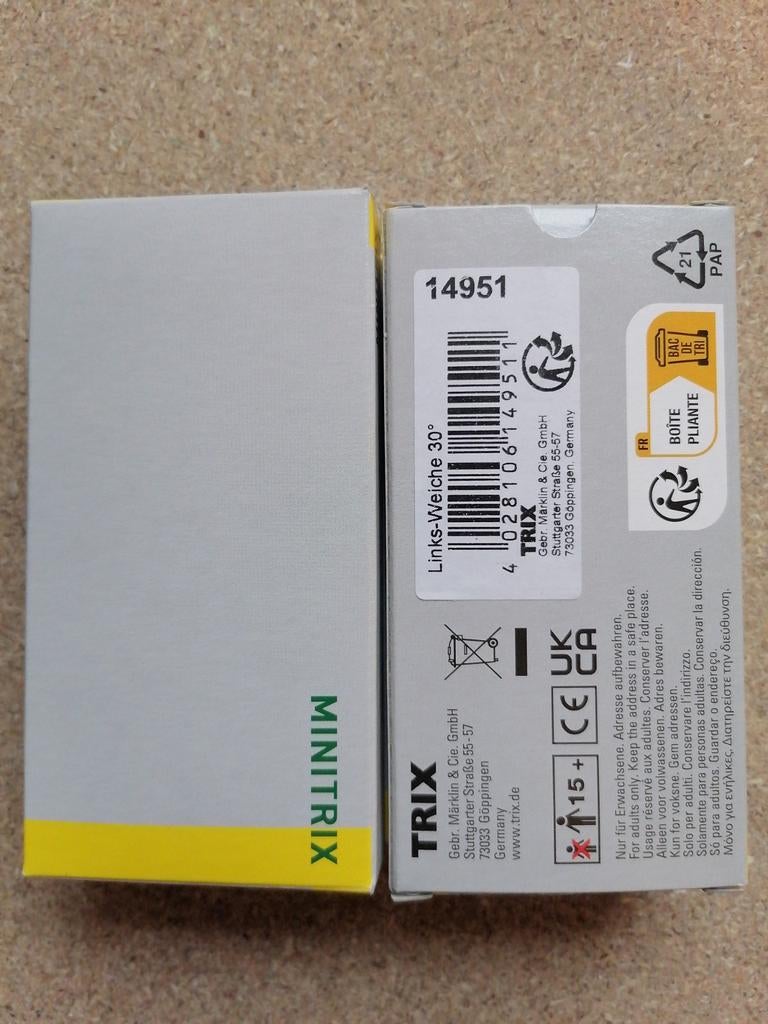 MINITRIX
14951
Links-Weiche 30°
4 028106 149511
TRIX
Gebr. Märklin & Cie. GmbH
Stuttgarter Straße 55-57
73033 Göppingen, Germany
21
PAP
FR
BOÎTE
PLIANTE
BAC
DE
TRI
TRIX
Gebr. Märklin & Cie. GmbH
Stuttgarter Straße 55-57
73033 Göppingen
Germany
www.trix.de
15 +
CE
UK
CA
Nur für Erwachsene. Adresse aufbewahren.
For adults only. Keep the address in a safe place.
Usage réservé aux adultes. Conserver l'adresse.
Alleen voor volwassenen. Adres bewaren.
Kun for voksne. Gem adressen.
Solo per adulti. Conservare l'indirizzo.
Solamente para personas adultas. Conservar la dirección.
Só para adultos. Guardar o endereço.
Μόνο για ενήλικες. Διατηρείστε την διεύθυνση.